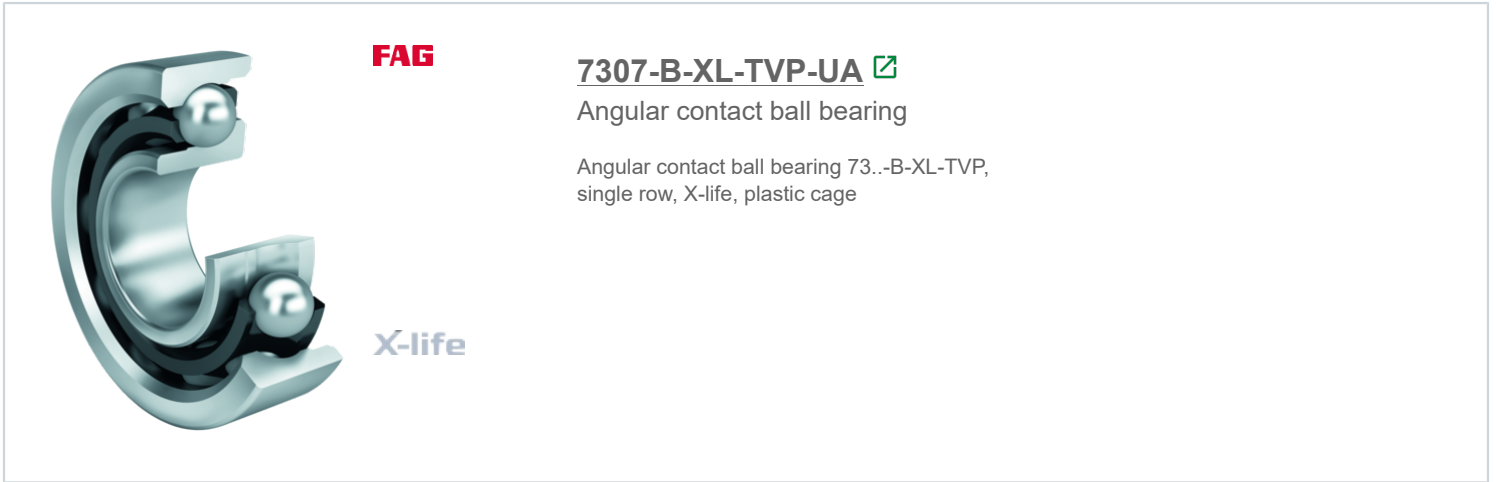 FAG
7307-B-XL-TVP-UA
Angular contact ball bearing
Angular contact ball bearing 73..-B-XL-TVP,
single row, X-life, plastic cage
X-life